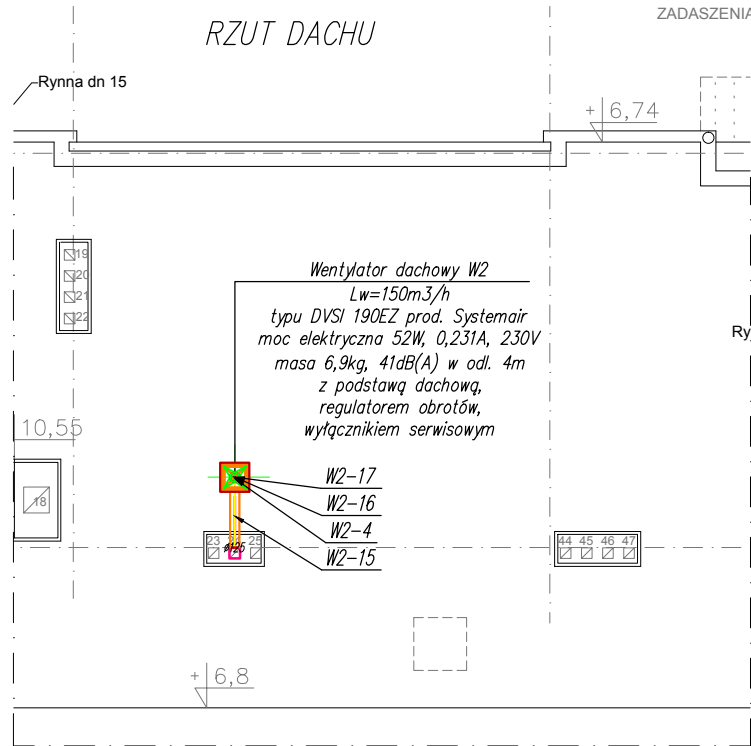 RZUT DACHU
ZADASZENIA
Rynna dn 15
+ 6,74
19
20
21
22
Wentylator dachowy W2
Lw=150m3/h
typu DVSI 190EZ prod. Systemair
moc elektryczna 52W, 0,231A, 230V
masa 6,9kg, 41dB(A) w odl. 4m
z podstawą dachową,
regulatorem obrotów,
wyłącznikiem serwisowym
Ry
10,55
18
W2-17
W2-16
W2-4
W2-15
23 25
ø125
44 45 46 47
+ 6,8